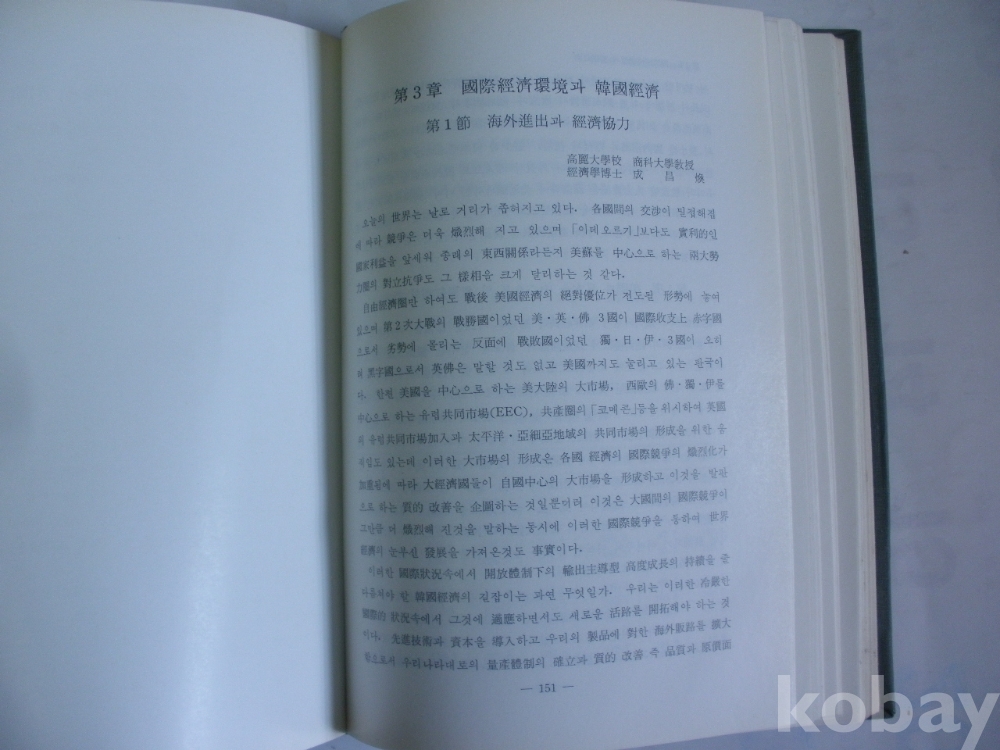 第3章 國際經濟環境과 韓國經濟
第1節 海外進出과 經濟協力
高麗大學校 商科大學敎授
經濟學博士 成昌煥
오늘의 世界는 날로 거리가 좁혀지고 있다. 各國間의 交涉이 밀접해짐
에 따라 競爭은 더욱 熾烈해 지고 있으며 「이데오르기」보다도 實利的인
國家利益을 앞세워 종래의 東西關係라든지 美蘇를 中心으로 하는 兩大勢
力圈의 對立抗爭도 그 樣相을 크게 달리하는 것 같다.
自由經濟圈만 하여도 戰後 美國經濟의 絕對優位가 전도될 形勢에 놓여
있으며 第2次大戰의 戰勝國이었던 美·英·佛 3國이 國際收支上 赤字國
으로서 劣勢에 몰리는 反面에 戰敗國이었던 獨·日·伊·3國이 오히
려 黑字國으로서 英佛은 말할 것도 없고 美國까지도 눌리고 있는 판국이
다. 한편 美國을 中心으로 하는 美大陸의 大市場, 西歐의 佛·獨·伊를
中心으로 하는 유럽共同市場(EEC), 共產圈의 「코메콘」등을 위시하여 英國
의 유럽共同市場加入과 太平洋·亞細亞地域의 共同市場의 形成을 위한 움
직임도 있는데 이러한 大市場의 形成은 各國 經濟의 國際競爭의 熾烈化가
加重됨에 따라 大經濟國들이 自國中心의 大市場을 形成하고 이것을 발판
으로 하는 質的 改善을 企圖하는 것일뿐더러 이것은 大國間의 國際競爭이
그만큼 더 熾烈해 진것을 말하는 동시에 이러한 國際競爭을 통하여 世界
經濟의 눈부신 發展을 가져온것도 事實이다.
이러한 國際狀況속에서 開放體制下의 輸出主導型 高度成長의 持續을 이
룩해야 할 韓國經濟의 길잡이는 과연 무엇일가. 우리는 이러한 冷嚴한
國際的 狀況속에서 그것에 適應하면서도 새로운 活路를 開拓해야 하는 것
이다. 先進技術과 資本을 導入하고 우리의 製品에 對한 海外販路를 擴大
함으로서 우리나라대로의 量產體制의 確立과 質的 改善 즉 品質과 原價面
— 151 —
kobay